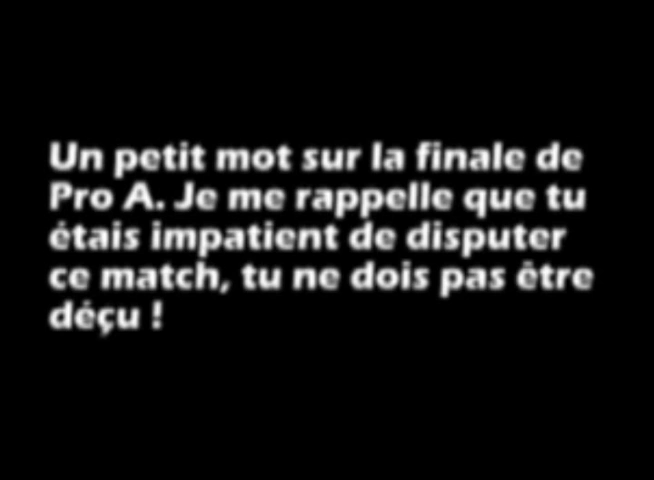 Un petit mot sur la finale de
Pro A. Je me rappelle que tu
étais impatient de disputer
ce match, tu ne dois pas être
déçu !